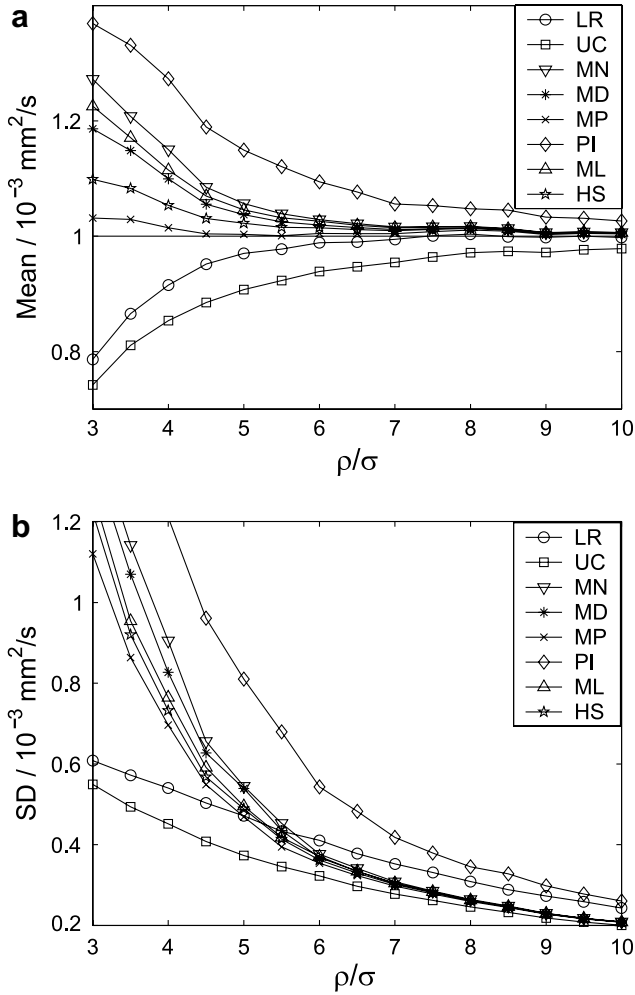 a
LR
UC
MN
MD
MP
PI
ML
HS
1.2
1
0.8
Mean / 10⁻³ mm²/s
3 4 5 6 7 8 9 10
ρ/σ
b
LR
UC
MN
MD
MP
PI
ML
HS
1.2
1
0.8
0.6
0.4
0.2
SD / 10⁻³ mm²/s
3 4 5 6 7 8 9 10
ρ/σ